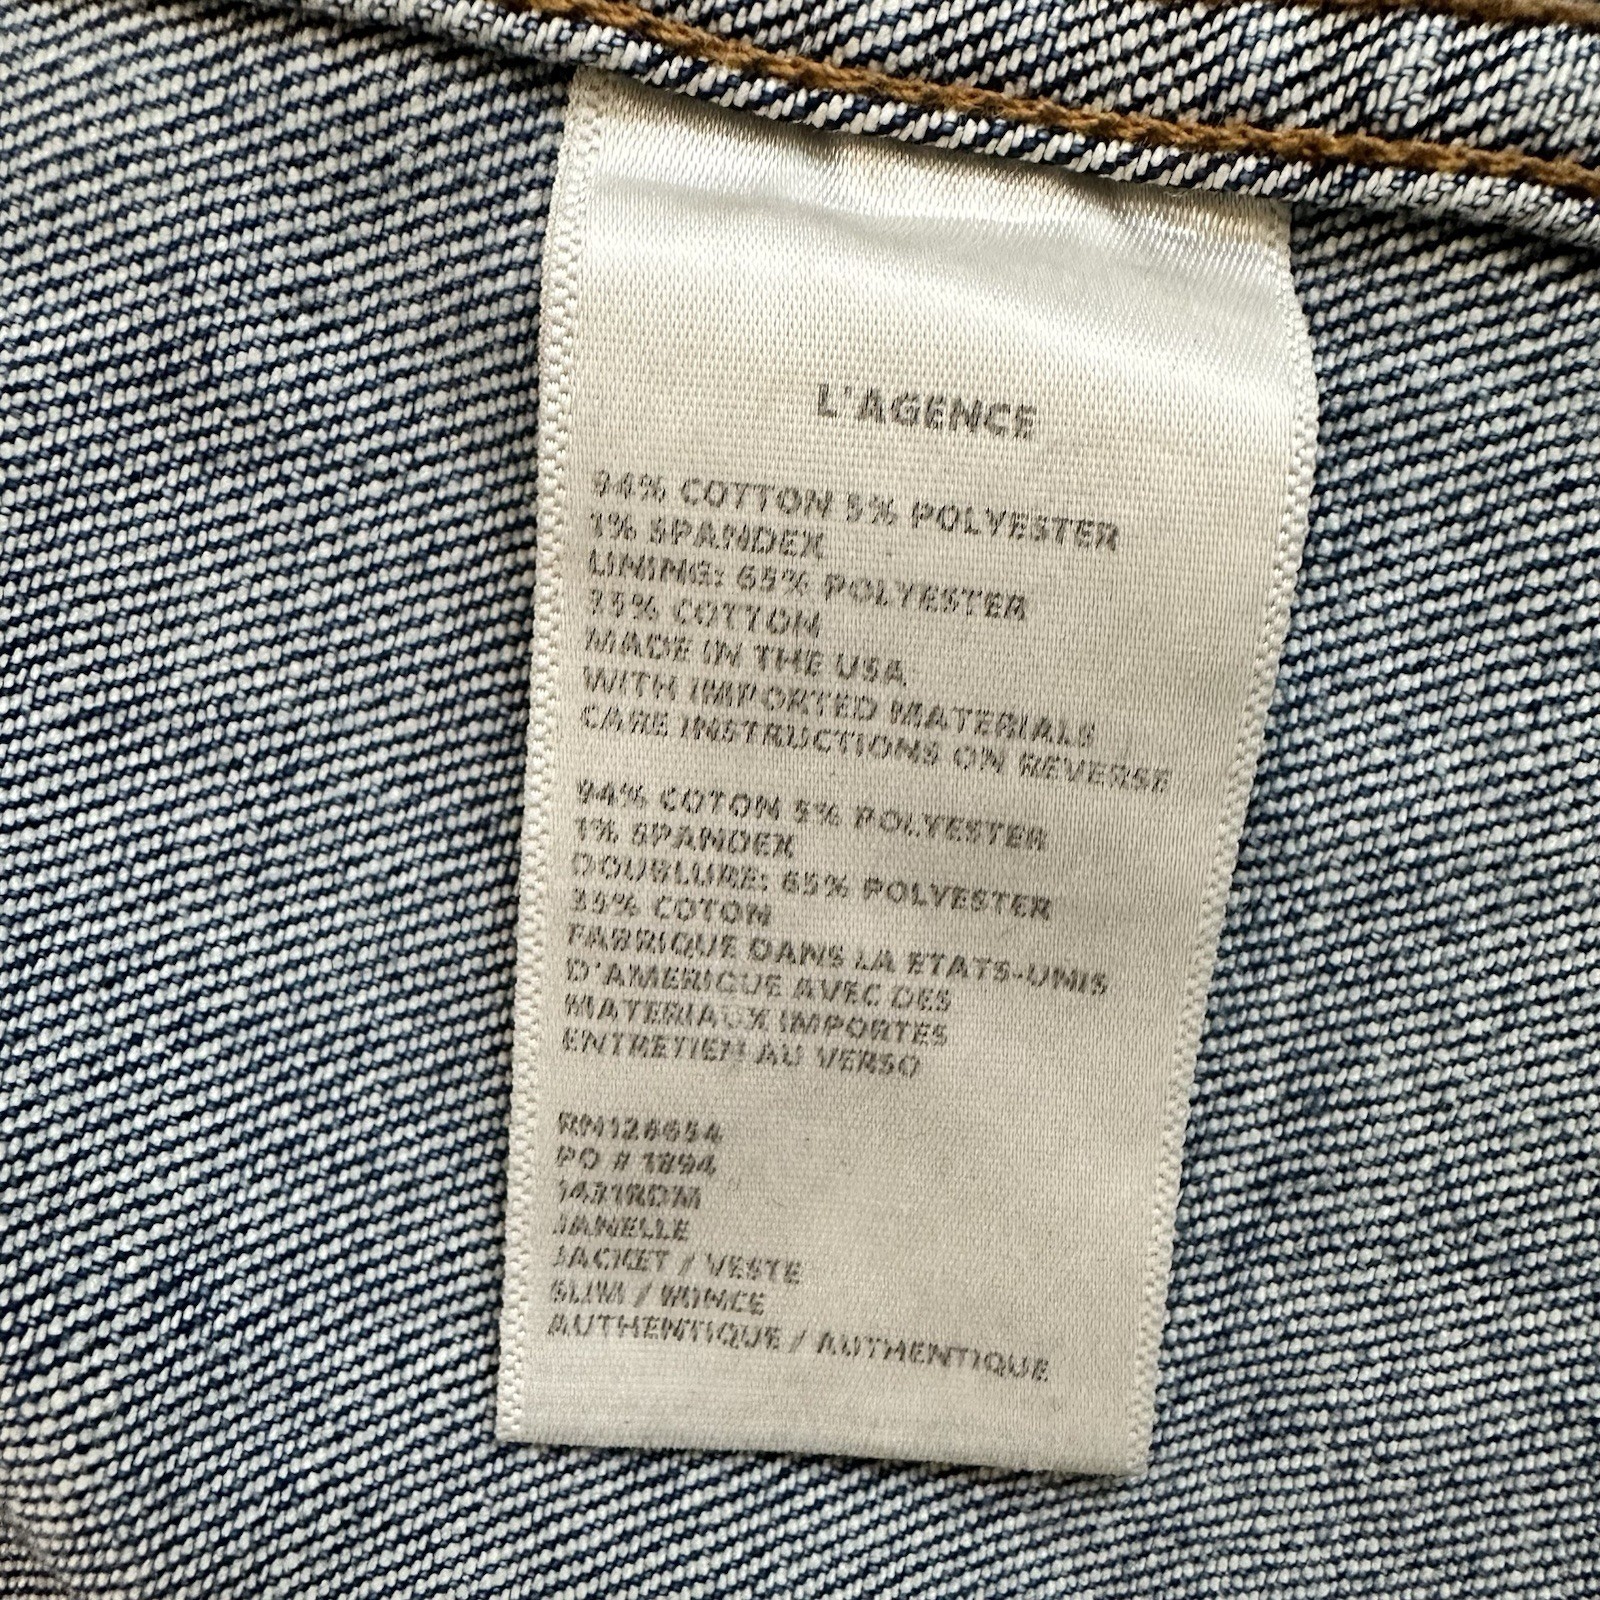 L'AGENCE
94% COTTON 5% POLYESTER
1% SPANDEX
LINING: 65% POLYESTER
35% COTTON
MADE IN THE USA
WITH IMPORTED MATERIALS
CARE INSTRUCTIONS ON REVERSE
94% COTON 5% POLYESTER
1% SPANDEX
DOUBLURE: 65% POLYESTER
35% COTON
FABRIQUE DANS LA ETATS-UNIS
D'AMERIQUE AVEC DES
MATERIAUX IMPORTES
ENTRETIEN AU VERSO
RN128654
PO # 1894
1431RDM
JANELLE
JACKET / VESTE
SLIM / MINCE
AUTHENTIQUE / AUTHENTIQUE